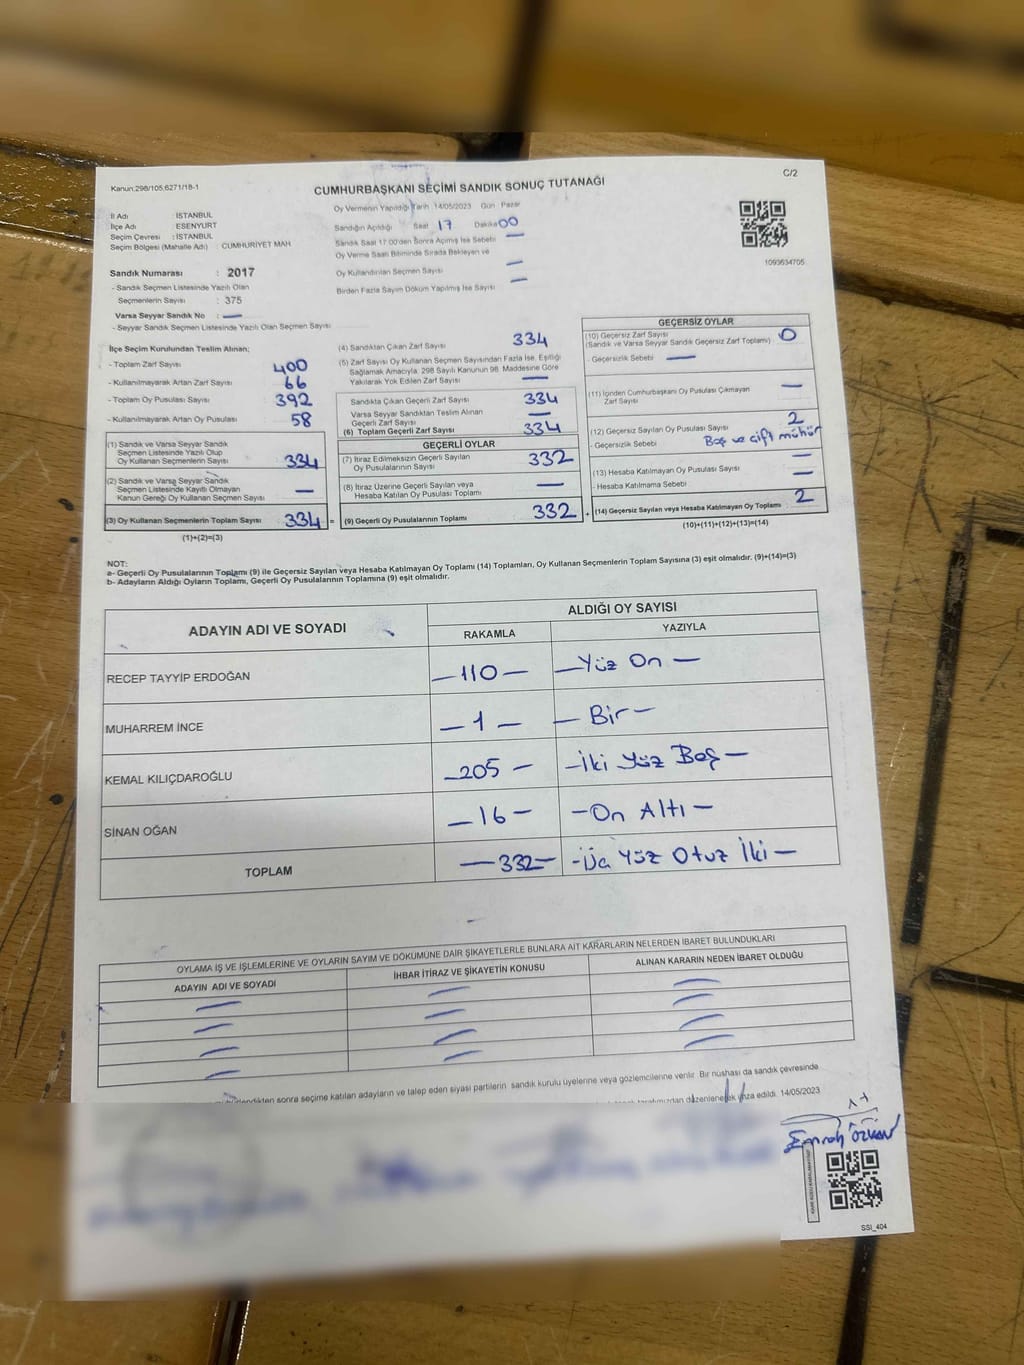 Kanun;298/105;6271/18-1
C/2
CUMHURBAŞKANI SEÇİMİ SANDIK SONUÇ TUTANAĞI
İl Adı : İSTANBUL
İlçe Adı : ESENYURT
Seçim Çevresi : İSTANBUL
Seçim Bölgesi (Mahalle Adı) : CUMHURİYET MAH
Oy Vermenin Yapıldığı Tarih 14/05/2023 Gün Pazar
Sandığın Açıldığı Saat 17 Dakika 00
Sandık Saat 17:00'den Sonra Açılmış İse Sebebi —
Oy Verme Saati Bitiminde Sırada Bekleyen ve
Oy Kullandırılan Seçmen Sayısı —
Birden Fazla Sayım Döküm Yapılmış İse Sayısı —
1093634705
Sandık Numarası : 2017
- Sandık Seçmen Listesinde Yazılı Olan
Seçmenlerin Sayısı : 375
Varsa Seyyar Sandık No : —
- Seyyar Sandık Seçmen Listesinde Yazılı Olan Seçmen Sayısı
İlçe Seçim Kurulundan Teslim Alınan;
- Toplam Zarf Sayısı 400
- Kullanılmayarak Artan Zarf Sayısı 66
- Toplam Oy Pusulası Sayısı 392
- Kullanılmayarak Artan Oy Pusulası 58
(1) Sandık ve Varsa Seyyar Sandık
Seçmen Listesinde Yazılı Olup
Oy Kullanan Seçmenlerin Sayısı 334
(2) Sandık ve Varsa Seyyar Sandık
Seçmen Listesinde Kayıtlı Olmayan
Kanun Gereği Oy Kullanan Seçmen Sayısı —
(3) Oy Kullanan Seçmenlerin Toplam Sayısı 334 =
(1)+(2)=(3)
(4) Sandıktan Çıkan Zarf Sayısı 334
(5) Zarf Sayısı Oy Kullanan Seçmen Sayısından Fazla İse, Eşitliği
Sağlamak Amacıyla, 298 Sayılı Kanunun 98. Maddesine Göre
Yakılarak Yok Edilen Zarf Sayısı —
Sandıkta Çıkan Geçerli Zarf Sayısı 334
Varsa Seyyar Sandıktan Teslim Alınan
Geçerli Zarf Sayısı —
(6) Toplam Geçerli Zarf Sayısı 334
GEÇERLİ OYLAR
(7) İtiraz Edilmeksizin Geçerli Sayılan
Oy Pusulalarının Sayısı 332
(8) İtiraz Üzerine Geçerli Sayılan veya
Hesaba Katılan Oy Pusulası Toplamı —
(9) Geçerli Oy Pusulalarının Toplamı 332 +
GEÇERSİZ OYLAR
(10) Geçersiz Zarf Sayısı
(Sandık ve Varsa Seyyar Sandık Geçersiz Zarf Toplamı) 0
- Geçersizlik Sebebi —
(11) İçinden Cumhurbaşkanı Oy Pusulası Çıkmayan
Zarf Sayısı —
(12) Geçersiz Sayılan Oy Pusulası Sayısı 2
- Geçersizlik Sebebi Boş ve çift mühür
(13) Hesaba Katılmayan Oy Pusulası Sayısı —
- Hesaba Katılmama Sebebi —
(14) Geçersiz Sayılan veya Hesaba Katılmayan Oy Toplamı 2
(10)+(11)+(12)+(13)=(14)
NOT:
a- Geçerli Oy Pusulalarının Toplamı (9) ile Geçersiz Sayılan veya Hesaba Katılmayan Oy Toplamı (14) Toplamları, Oy Kullanan Seçmenlerin Toplam Sayısına (3) eşit olmalıdır. (9)+(14)=(3)
b- Adayların Aldığı Oyların Toplamı, Geçerli Oy Pusulalarının Toplamına (9) eşit olmalıdır.
ADAYIN ADI VE SOYADI
ALDIĞI OY SAYISI
RAKAMLA YAZIYLA
RECEP TAYYİP ERDOĞAN — 110 — — Yüz On —
MUHARREM İNCE — 1 — — Bir —
KEMAL KILIÇDAROĞLU — 205 — — İki Yüz Beş —
SİNAN OĞAN — 16 — — On Altı —
TOPLAM — 332 — — Üç Yüz Otuz İki —
OYLAMA İŞ VE İŞLEMLERİNE VE OYLARIN SAYIM VE DÖKÜMÜNE DAİR ŞİKAYETLERLE BUNLARA AİT KARARLARIN NELERDEN İBARET BULUNDUKLARI
ADAYIN ADI VE SOYADI İHBAR İTİRAZ VE ŞİKAYETİN KONUSU ALINAN KARARIN NEDEN İBARET OLDUĞU
sonra seçime katılan adayların ve talep eden siyasi partilerin sandık kurulu üyelerine veya gözlemcilerine verilir. Bir nüshası da sandık çevresinde
tarafımızdan düzenlenerek imza edildi. 14/05/2023
Emrah ÖZKAN
SSI_404